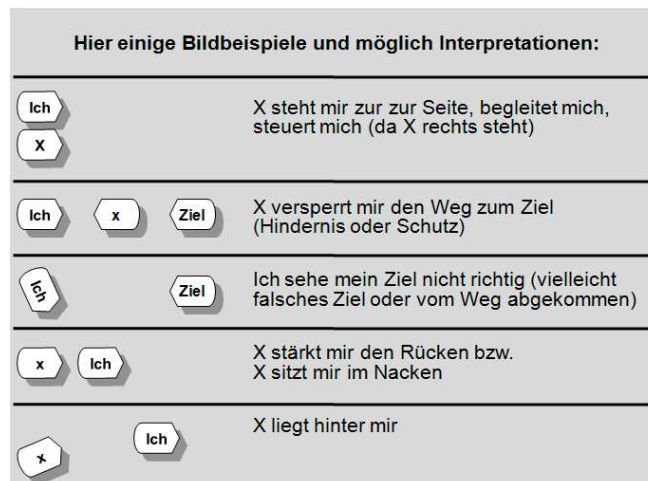 Hier einige Bildbeispiele und möglich Interpretationen:
Ich
X
X steht mir zur zur Seite, begleitet mich,
steuert mich (da X rechts steht)
Ich x Ziel
X versperrt mir den Weg zum Ziel
(Hindernis oder Schutz)
Ich Ziel
Ich sehe mein Ziel nicht richtig (vielleicht
falsches Ziel oder vom Weg abgekommen)
x Ich
X stärkt mir den Rücken bzw.
X sitzt mir im Nacken
x Ich
X liegt hinter mir